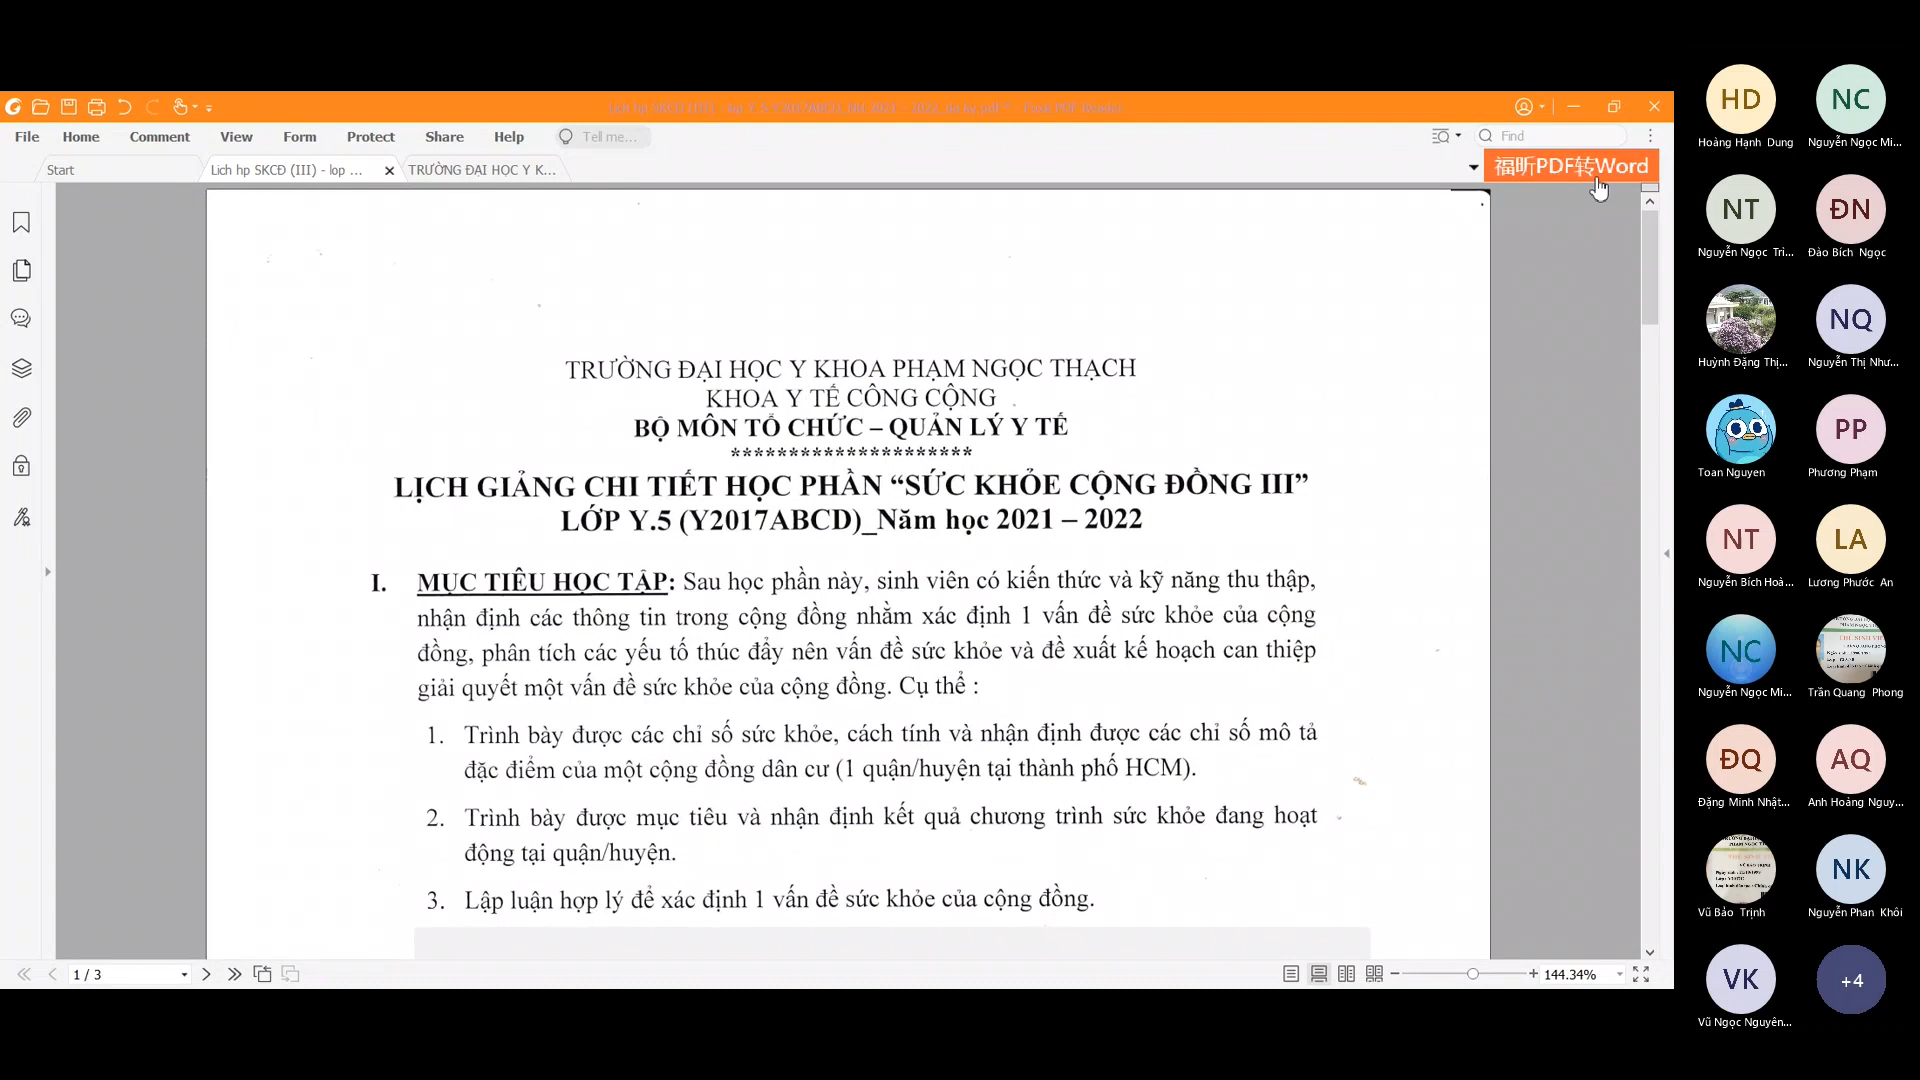 File Home Comment View Form Protect Share Help Tell me... Find
Start
Lich hp SKCĐ (III) - lop ...
TRƯỜNG ĐẠI HỌC Y K...
福昕PDF转Word
TRƯỜNG ĐẠI HỌC Y KHOA PHẠM NGỌC THẠCH
KHOA Y TẾ CÔNG CỘNG
BỘ MÔN TỔ CHỨC – QUẢN LÝ Y TẾ
*********************
LỊCH GIẢNG CHI TIẾT HỌC PHẦN “SỨC KHỎE CỘNG ĐỒNG III”
LỚP Y.5 (Y2017ABCD)_Năm học 2021 – 2022
I. MỤC TIÊU HỌC TẬP: Sau học phần này, sinh viên có kiến thức và kỹ năng thu thập,
nhận định các thông tin trong cộng đồng nhằm xác định 1 vấn đề sức khỏe của cộng
đồng, phân tích các yếu tố thúc đẩy nên vấn đề sức khỏe và đề xuất kế hoạch can thiệp
giải quyết một vấn đề sức khỏe của cộng đồng. Cụ thể :
1. Trình bày được các chỉ số sức khỏe, cách tính và nhận định được các chỉ số mô tả
đặc điểm của một cộng đồng dân cư (1 quận/huyện tại thành phố HCM).
2. Trình bày được mục tiêu và nhận định kết quả chương trình sức khỏe đang hoạt
động tại quận/huyện.
3. Lập luận hợp lý để xác định 1 vấn đề sức khỏe của cộng đồng.
1 / 3
144.34%
HD
Hoàng Hạnh Dung
NC
Nguyễn Ngọc Mi...
NT
Nguyễn Ngọc Tri...
ĐN
Đào Bích Ngọc
Huỳnh Đặng Thị...
NQ
Nguyễn Thị Như...
Toan Nguyen
PP
Phương Phạm
NT
Nguyễn Bích Hoà...
LA
Lương Phước An
NC
Nguyễn Ngọc Mi...
Trần Quang Phong
ĐQ
Đặng Minh Nhật...
AQ
Anh Hoàng Nguy...
Vũ Bảo Trịnh
NK
Nguyễn Phan Khôi
VK
Vũ Ngọc Nguyên...
+4